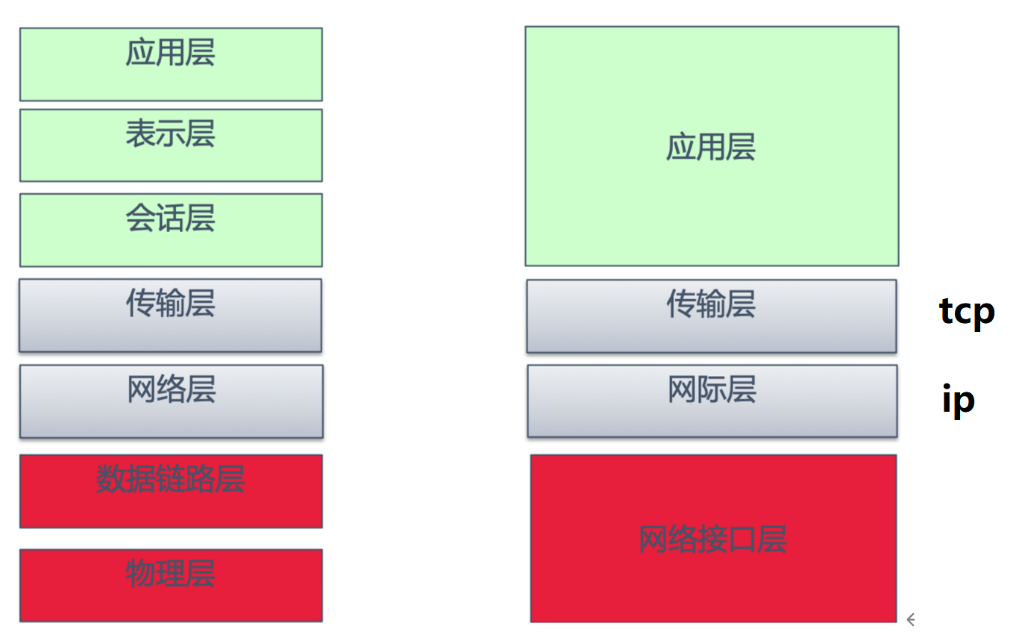 应用层
表示层
会话层
传输层
网络层
数据链路层
物理层
应用层
传输层
tcp
网际层
ip
网络接口层